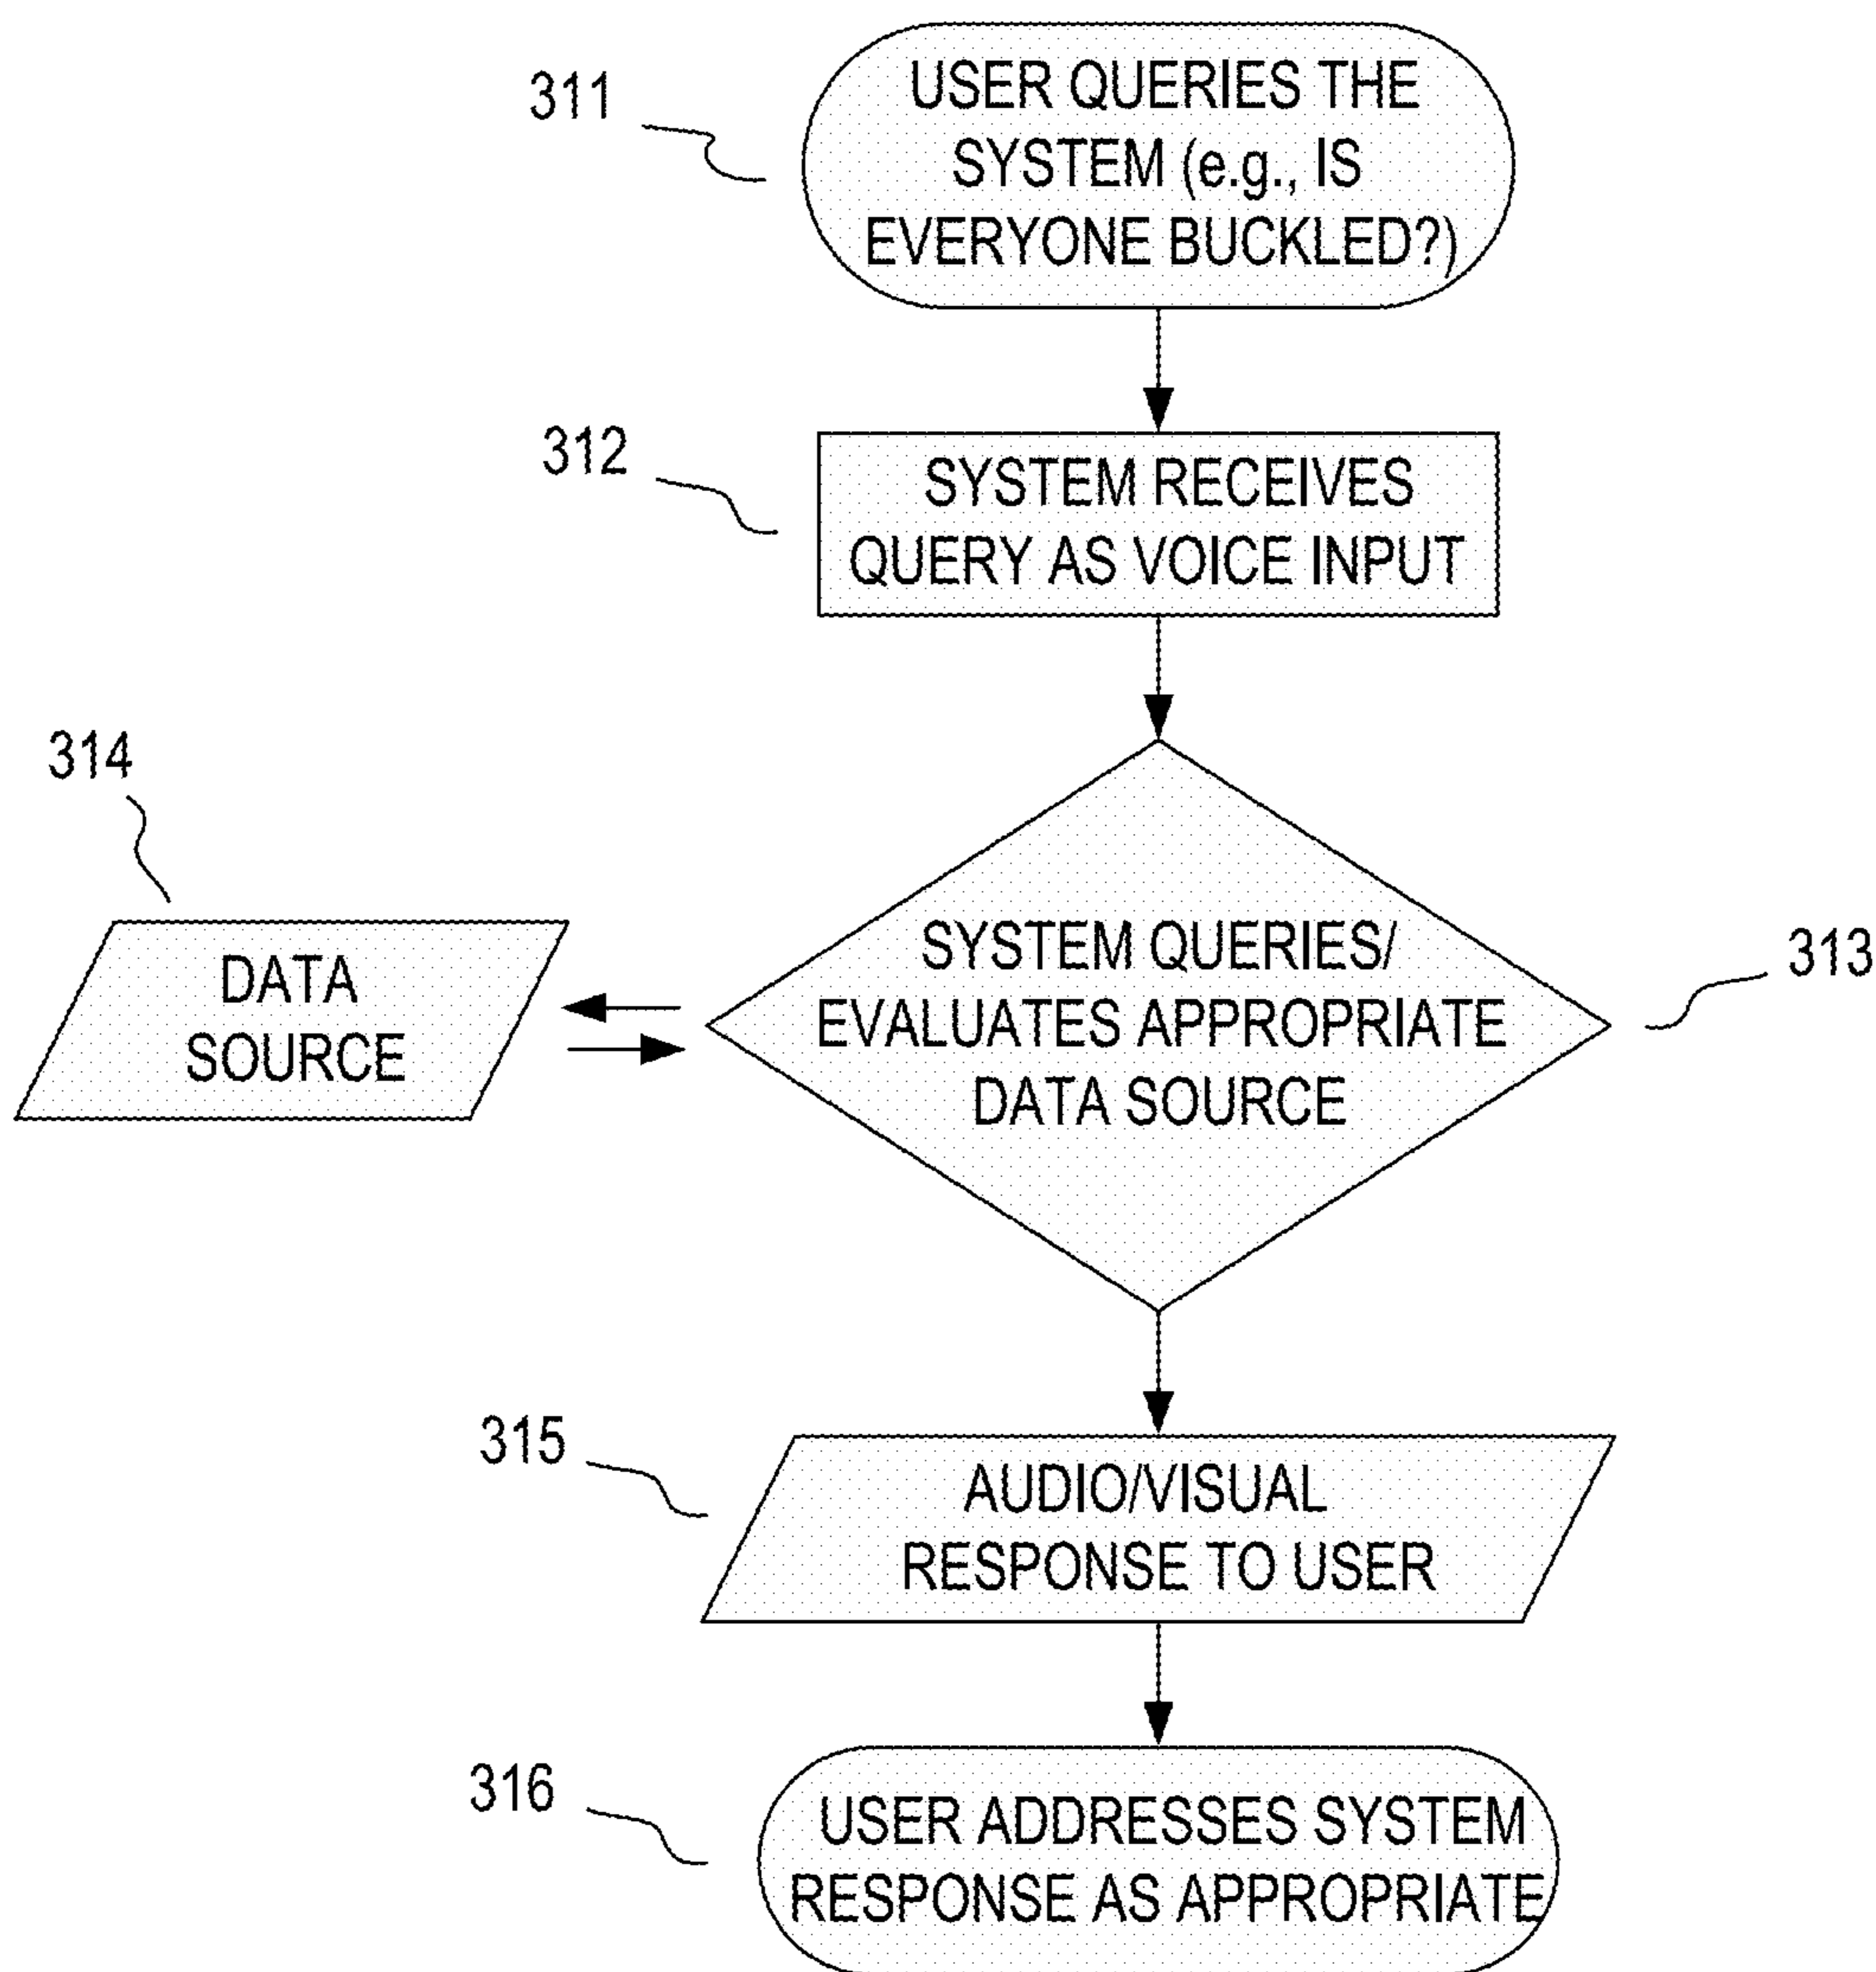 311
USER QUERIES THE
SYSTEM (e.g., IS
EVERYONE BUCKLED?)
312
SYSTEM RECEIVES
QUERY AS VOICE INPUT
314
DATA
SOURCE
SYSTEM QUERIES/
EVALUATES APPROPRIATE
DATA SOURCE
313
315
AUDIO/VISUAL
RESPONSE TO USER
316
USER ADDRESSES SYSTEM
RESPONSE AS APPROPRIATE